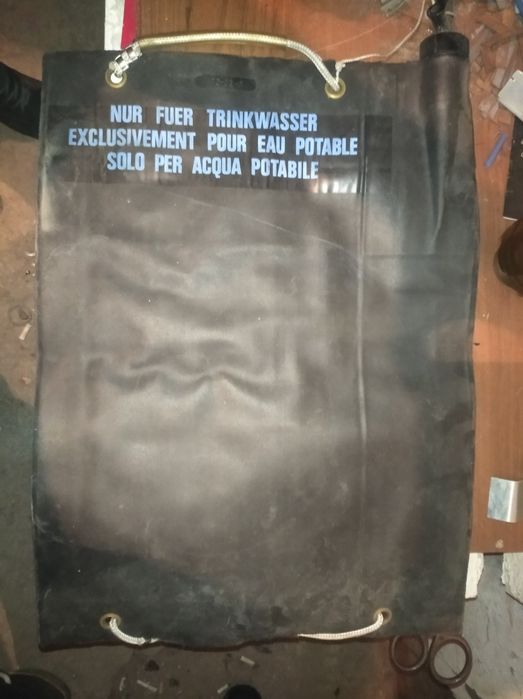 NUR FUER TRINKWASSER
EXCLUSIVEMENT POUR EAU POTABLE
SOLO PER ACQUA POTABILE